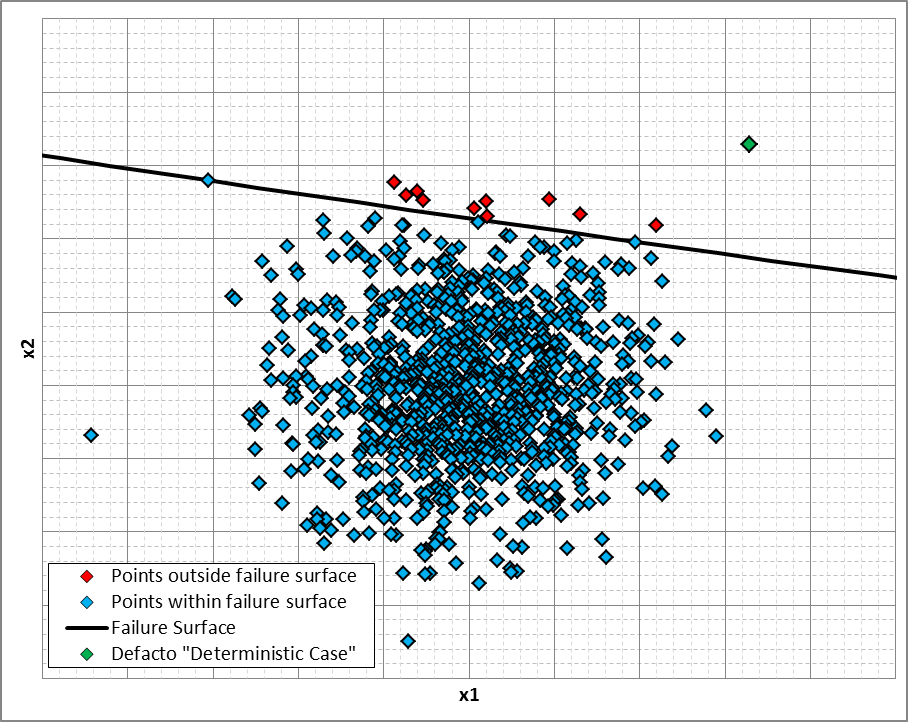 x2
Points outside failure surface
Points within failure surface
Failure Surface
Defacto "Deterministic Case"
x1